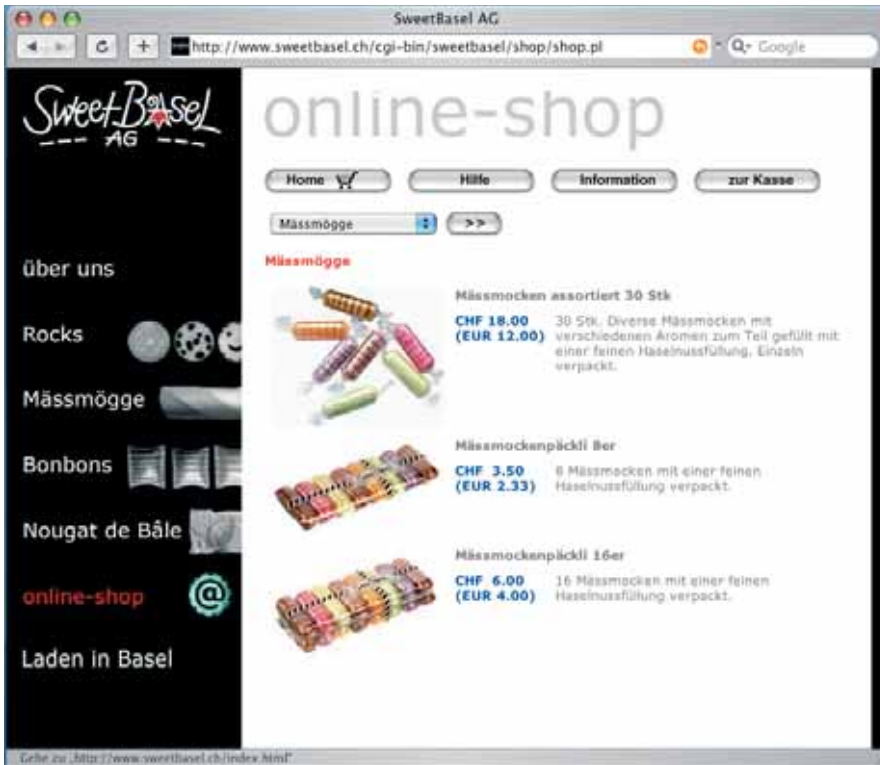 SweetBasel AG
http://www.sweetbasel.ch/cgi-bin/sweetbasel/shop/shop.pl
Google
Sweet Basel
AG
online-shop
Home
Hilfe
Information
zur Kasse
Mässmögge
>>
über uns
Rocks
Mässmögge
Bonbons
Nougat de Bâle
online-shop @
Laden in Basel
Mässmögge
Mässmocken assortiert 30 Stk
CHF 18.00
(EUR 12.00)
30 Stk. Diverse Mässmocken mit
verschiedenen Aromen zum Teil gefüllt mit
einer feinen Haselnussfüllung. Einzeln
verpackt.
Mässmockenpäckli 8er
CHF 3.50
(EUR 2.33)
Mässmocken mit einer feinen
Haselnussfüllung verpackt.
Mässmockenpäckli 16er
CHF 6.00
(EUR 4.00)
16 Mässmocken mit einer feinen
Haselnussfüllung verpackt.
Gehe zu „http://www.sweetbasel.ch/index.html"